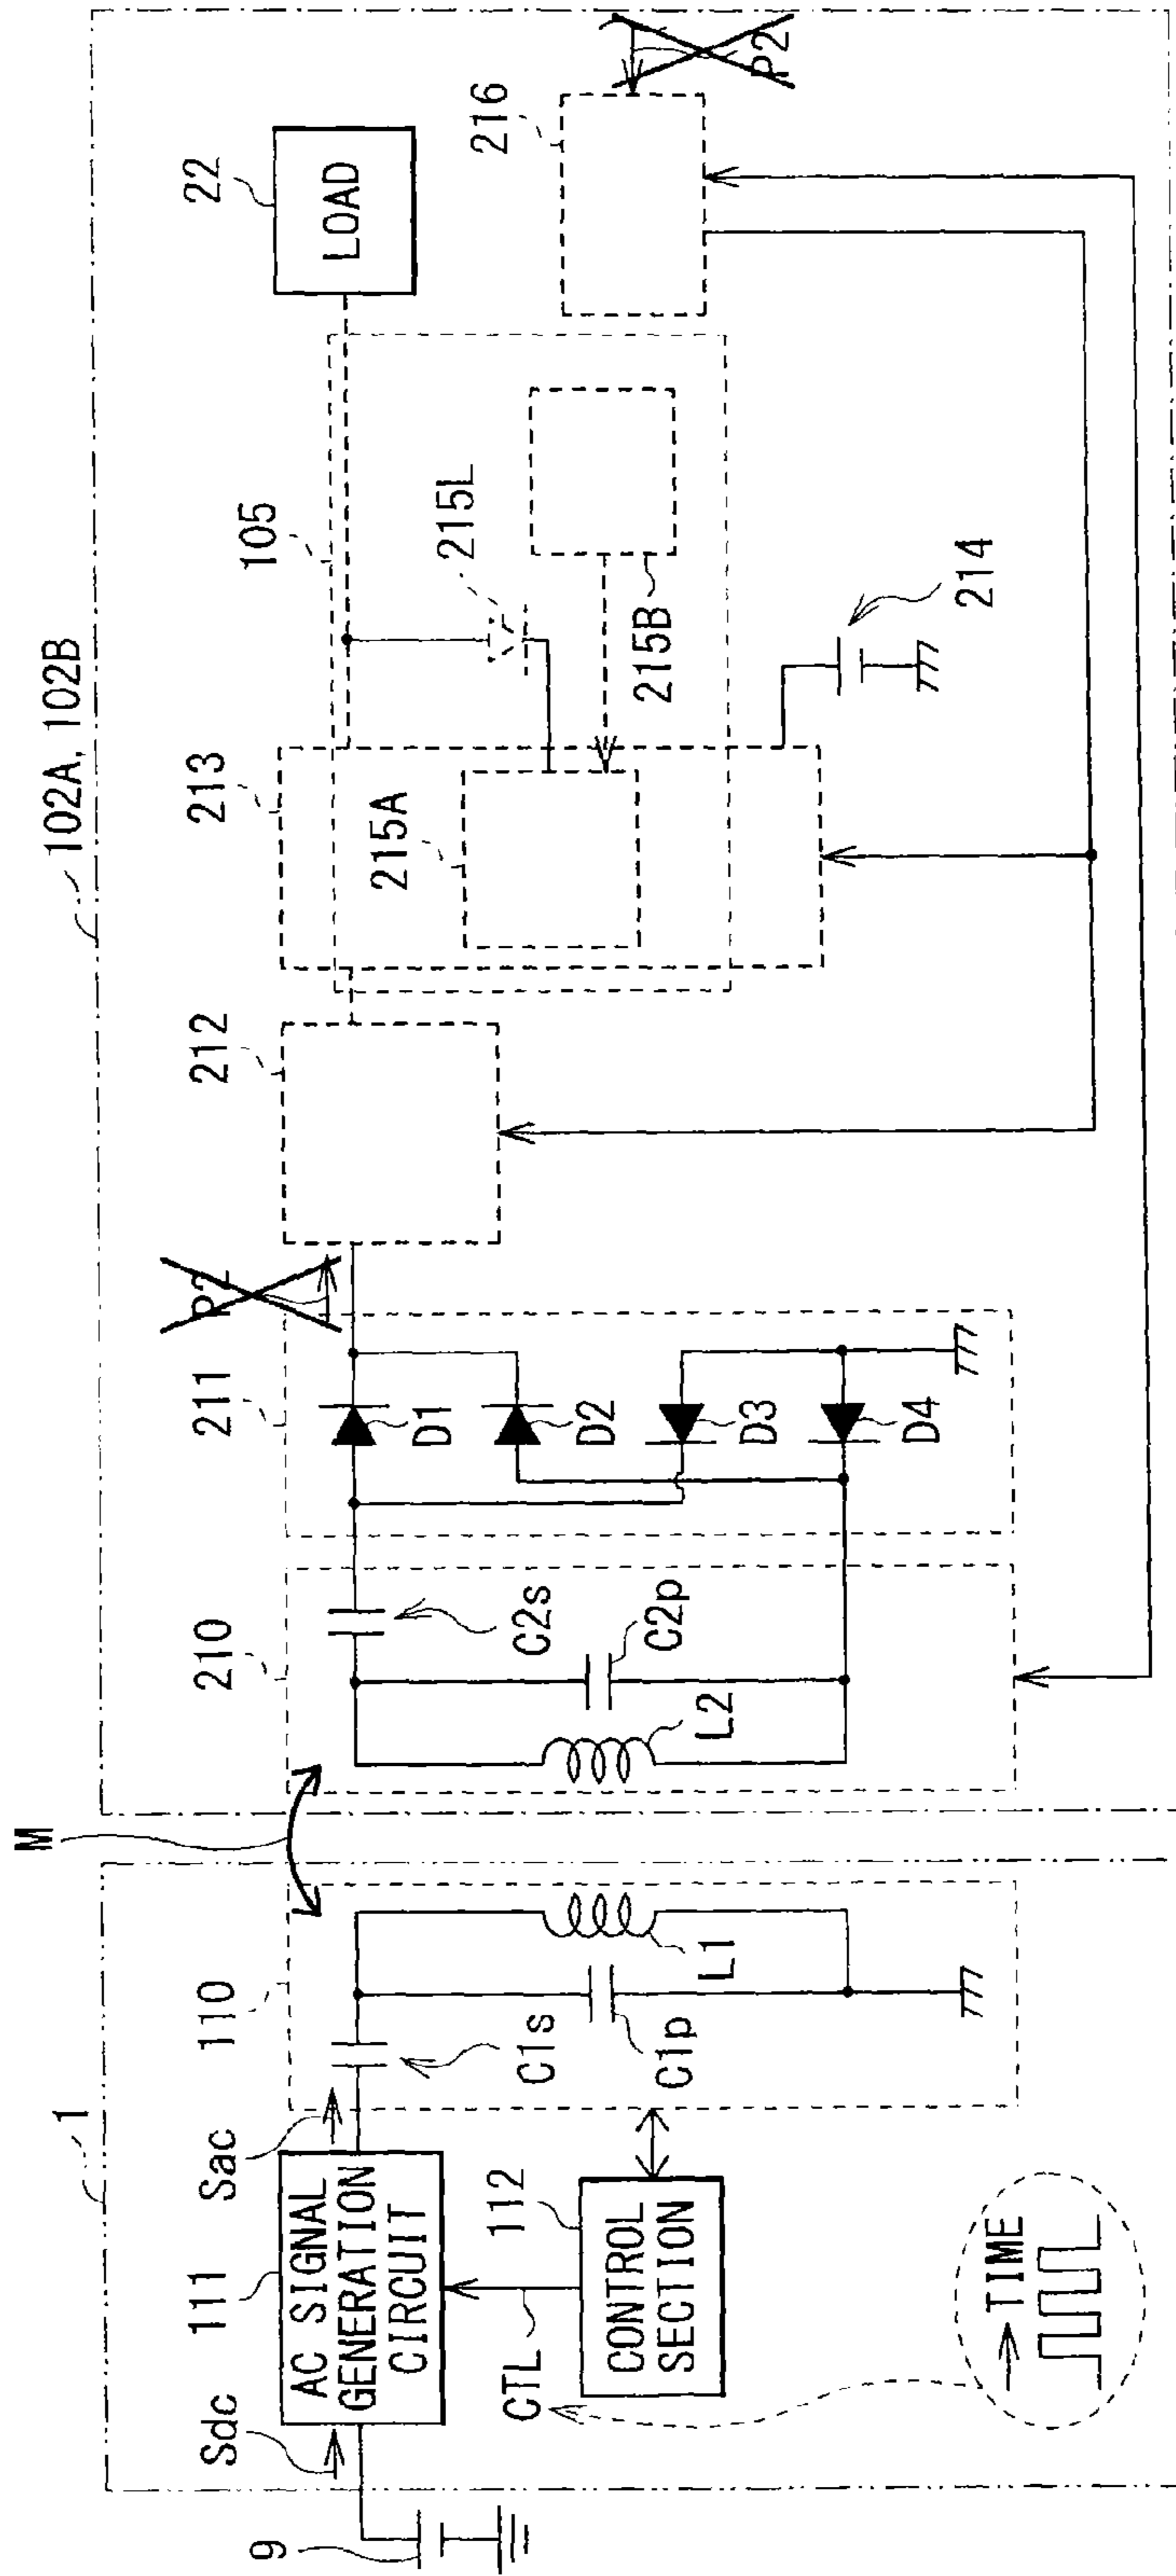 102A, 102B
M
1
9
Sdc
111
AC SIGNAL
GENERATION
CIRCUIT
Sac
110
C1s
C1p
L1
CTL
112
CONTROL
SECTION
TIME
210
C2s
C2p
L2
211
D1
D2
D3
D4
P2
212
213
215A
105
215L
215B
214
22
LOAD
216
P2